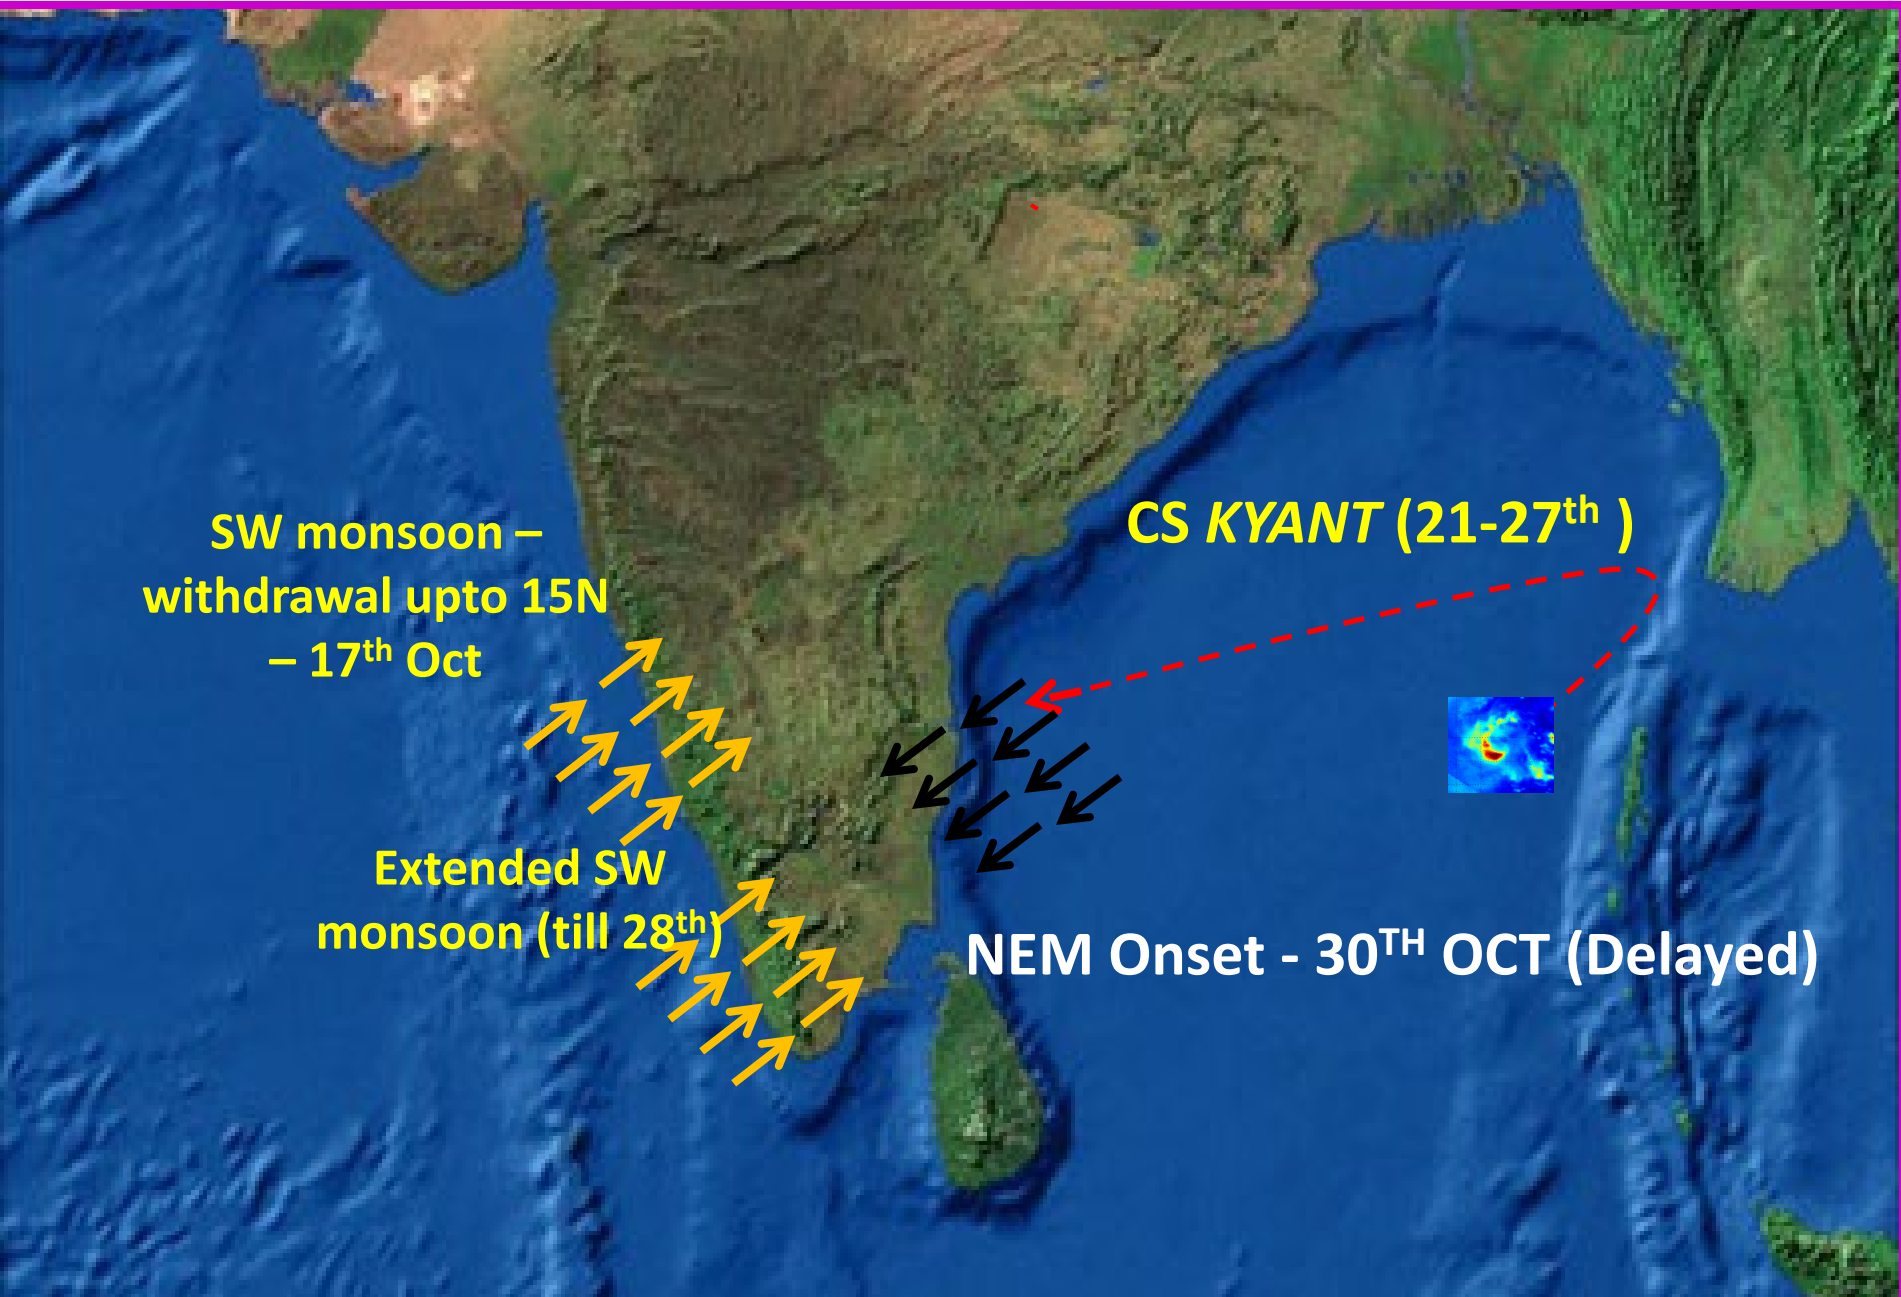 CS KYANT (21-27th )
SW monsoon –
withdrawal upto 15N
– 17th Oct
Extended SW
monsoon (till 28th)
NEM Onset - 30TH OCT (Delayed)